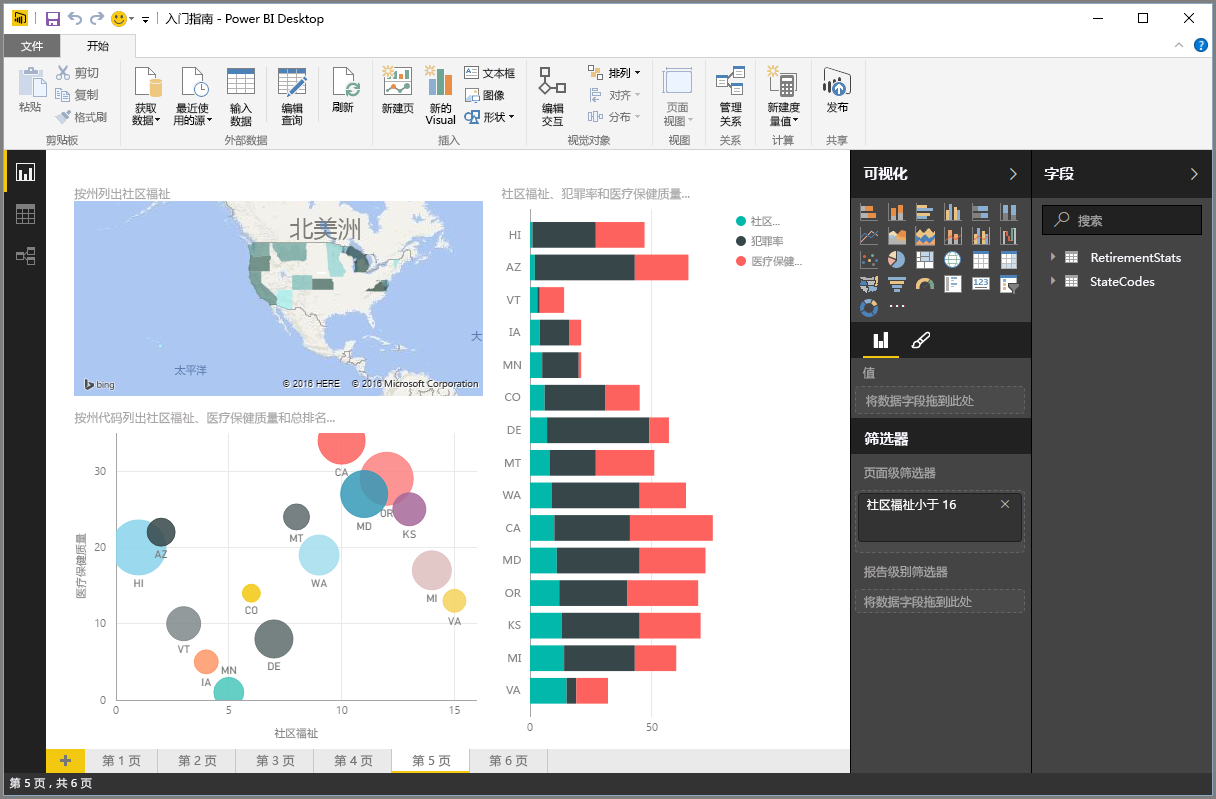 入门指南 - Power BI Desktop
文件
开始
粘贴
剪切
复制
格式刷
剪贴板
获取
数据
最近使
用的源
输入
数据
编辑
查询
刷新
外部数据
新建页
新的
Visual
文本框
图像
形状
插入
编辑
交互
排列
对齐
分布
视觉对象
页面
视图
视图
管理
关系
关系
新建度
量值
计算
发布
共享
按州列出社区福祉
北美洲
大
太平洋
bing
© 2016 HERE © 2016 Microsoft Corporation
按州代码列出社区福祉、医疗保健质量和总排名...
医疗保健质量
30
20
10
0
CA
OR
MD
KS
MT
AZ
HI
WA
MI
CO
VA
VT
DE
IA
MN
0
5
10
15
社区福祉
社区福祉、犯罪率和医疗保健质量...
社区...
犯罪率
医疗保健...
HI
AZ
VT
IA
MN
CO
DE
MT
WA
CA
MD
OR
KS
MI
VA
0
50
可视化
123
值
将数据字段拖到此处
筛选器
页面级筛选器
社区福祉小于 16
报告级别筛选器
将数据字段拖到此处
字段
搜索
RetirementStats
StateCodes
第 1 页
第 2 页
第 3 页
第 4 页
第 5 页
第 6 页
第 5 页 , 共 6 页